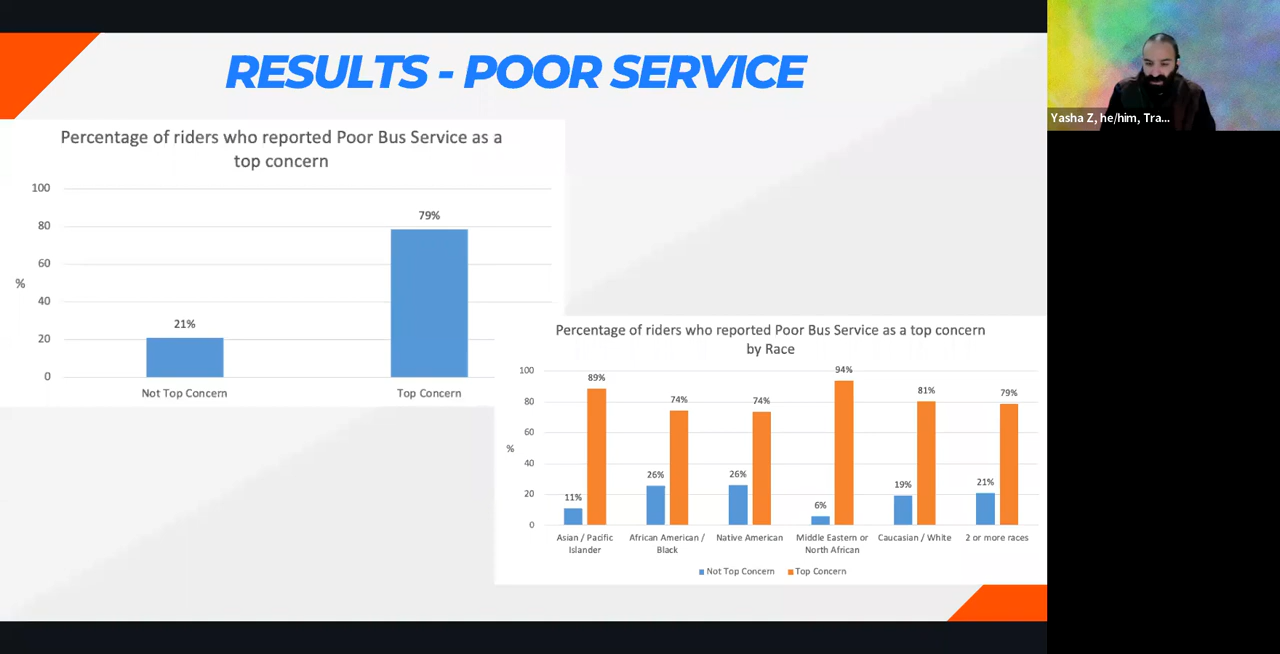 RESULTS - POOR SERVICE
Yasha Z, he/him, Tra...
Percentage of riders who reported Poor Bus Service as a
top concern
100
80
60
40
20
0
%
21%
79%
Not Top Concern
Top Concern
Percentage of riders who reported Poor Bus Service as a top concern
by Race
100
80
60
40
20
0
%
11%
89%
26%
74%
26%
74%
6%
94%
19%
81%
21%
79%
Asian / Pacific
Islander
African American /
Black
Native American
Middle Eastern or
North African
Caucasian / White
2 or more races
Not Top Concern
Top Concern